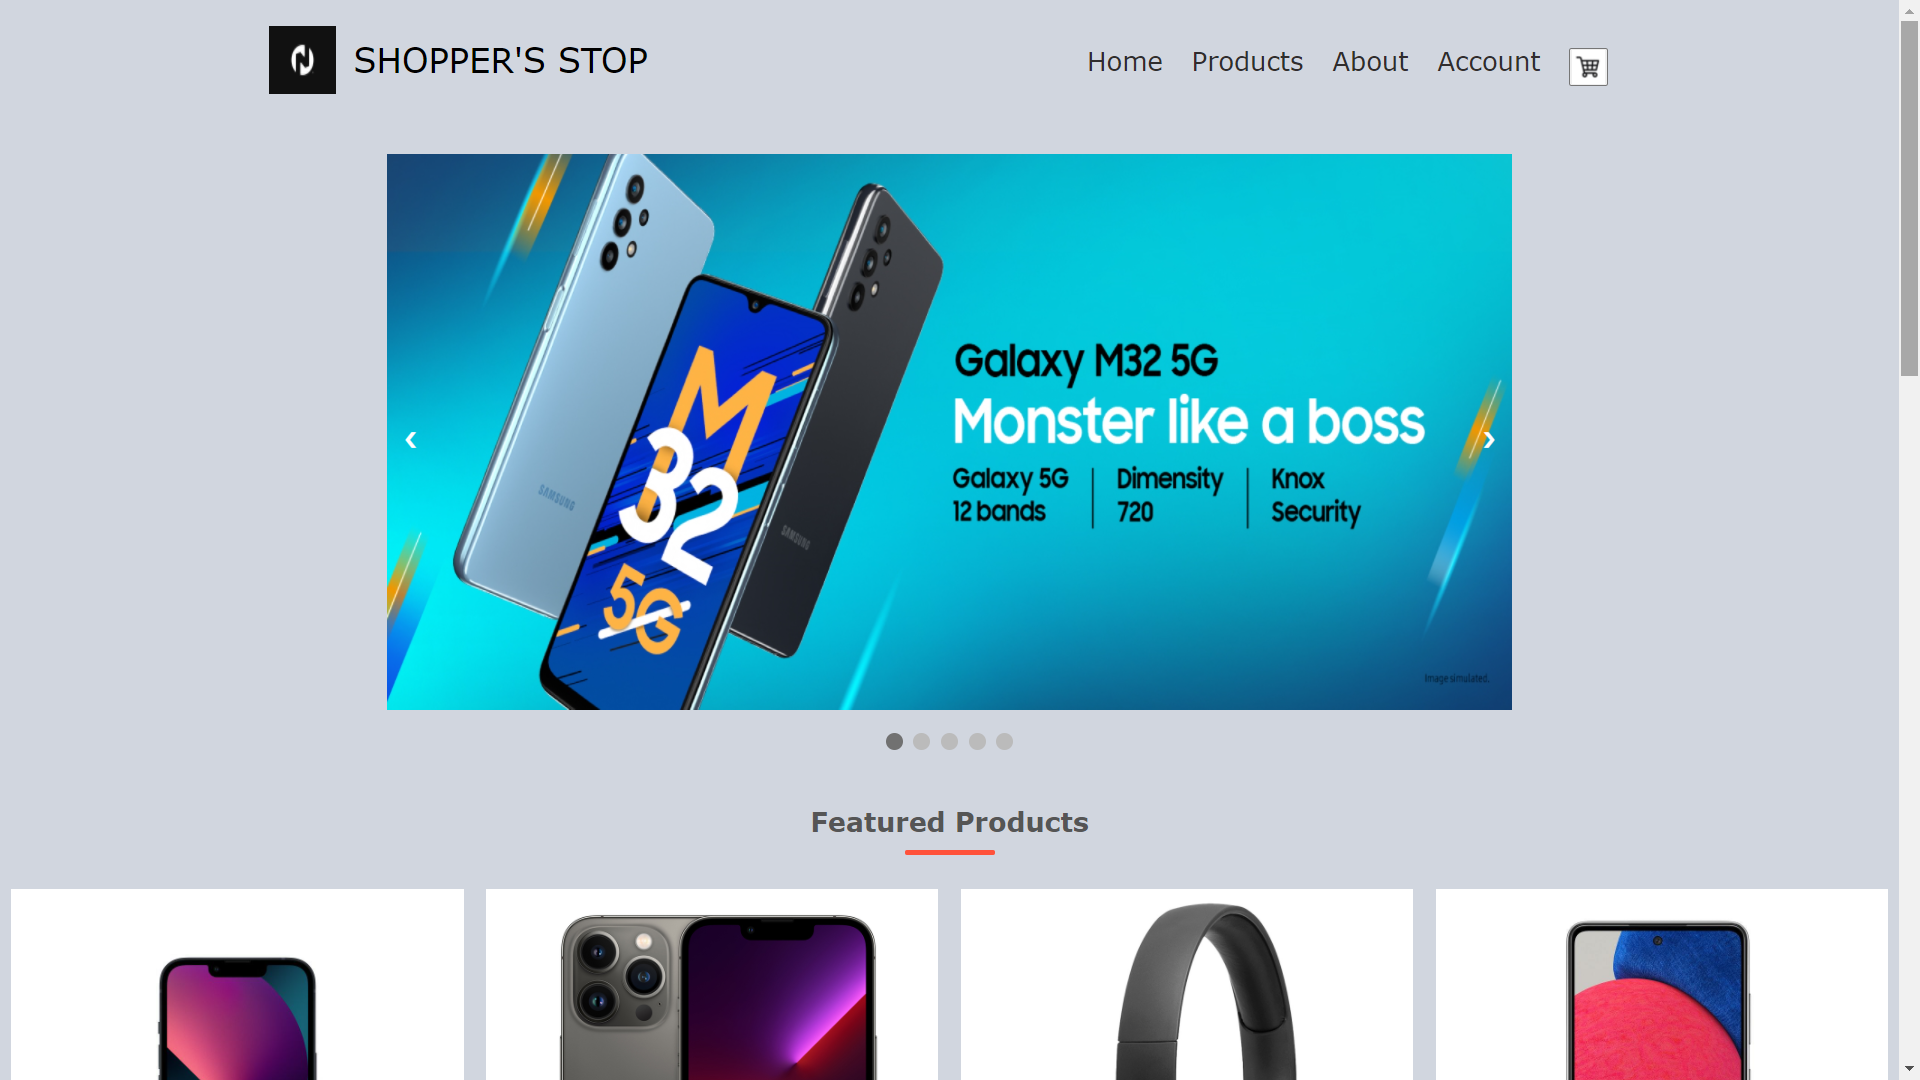 SHOPPER'S STOP
Home Products About Account
SAMSUNG
SAMSUNG
M
32
5G
Galaxy M32 5G
Monster like a boss
Galaxy 5G
12 bands
Dimensity
720
Knox
Security
Image simulated.
Featured Products